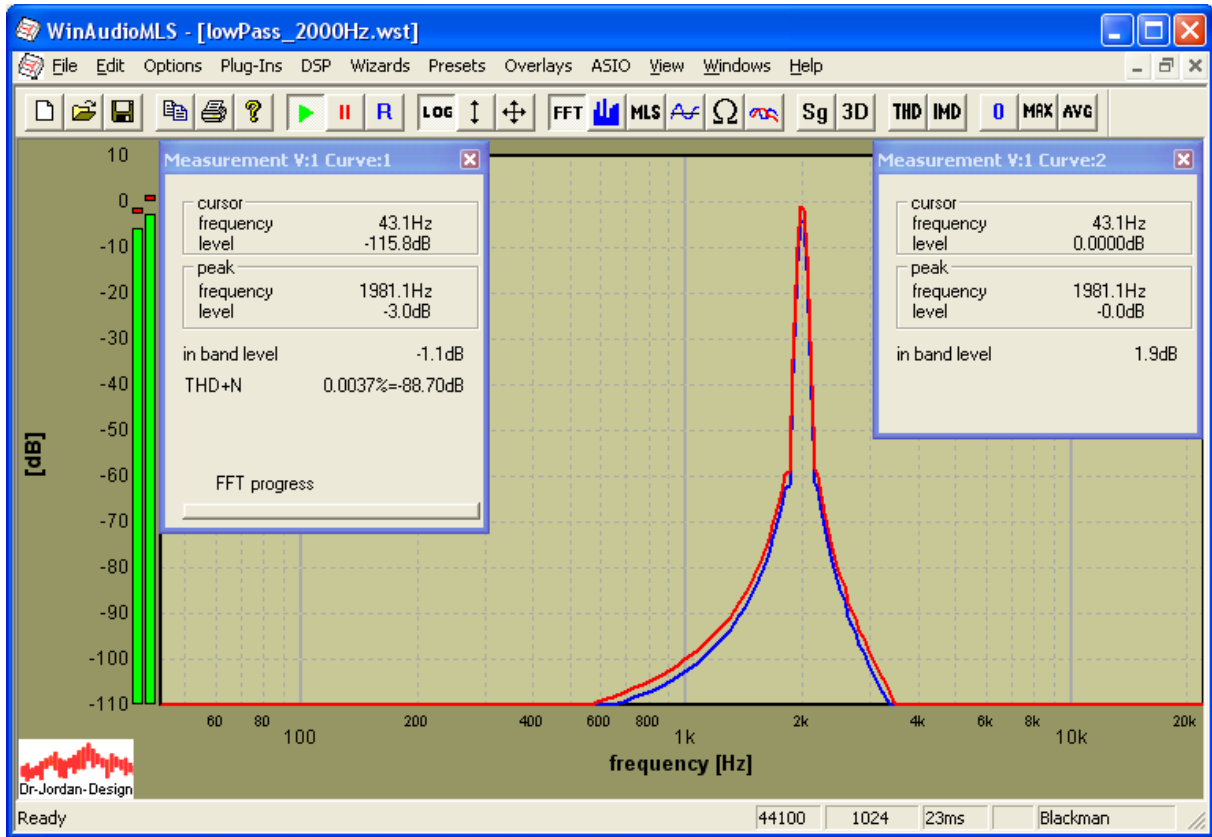 WinAudioMLS - [lowPass_2000Hz.wst]
File Edit Options Plug-Ins DSP Wizards Presets Overlays ASIO View Windows Help
R LOG FFT MLS Ω Sg 3D THD IMD 0 MAX AVG
Measurement V:1 Curve:1
cursor
frequency 43.1Hz
level -115.8dB
peak
frequency 1981.1Hz
level -3.0dB
in band level -1.1dB
THD+N 0.0037%=-88.70dB
FFT progress
Measurement V:1 Curve:2
cursor
frequency 43.1Hz
level 0.0000dB
peak
frequency 1981.1Hz
level -0.0dB
in band level 1.9dB
10
0
-10
-20
-30
-40
-50
-60
-70
-80
-90
-100
-110
[dB]
60 80 200 400 600 800 2k 4k 6k 8k 20k
100 1k 10k
frequency [Hz]
Dr-Jordan-Design
Ready 44100 1024 23ms Blackman